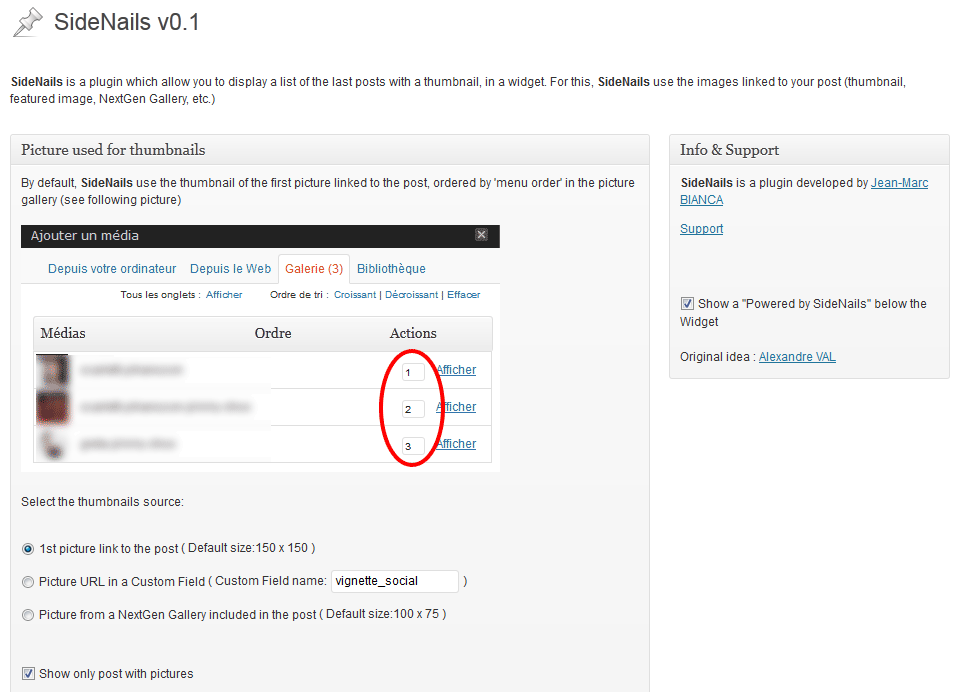 SideNails v0.1
SideNails is a plugin which allow you to display a list of the last posts with a thumbnail, in a widget. For this, SideNails use the images linked to your post (thumbnail,
featured image, NextGen Gallery, etc.)
Picture used for thumbnails
By default, SideNails use the thumbnail of the first picture linked to the post, ordered by 'menu order' in the picture
gallery (see following picture)
Ajouter un média
Depuis votre ordinateur Depuis le Web Galerie (3) Bibliothèque
Tous les onglets : Afficher Ordre de tri : Croissant | Décroissant | Effacer
Médias Ordre Actions
1 Afficher
2 Afficher
3 Afficher
Select the thumbnails source:
1st picture link to the post ( Default size:150 x 150 )
Picture URL in a Custom Field ( Custom Field name: vignette_social )
Picture from a NextGen Gallery included in the post ( Default size:100 x 75 )
Show only post with pictures
Info & Support
SideNails is a plugin developed by Jean-Marc
BIANCA
Support
Show a "Powered by SideNails" below the
Widget
Original idea : Alexandre VAL